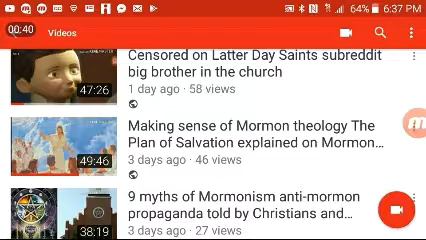 64% 6:37 PM
00:40 Videos
Censored on Latter Day Saints subreddit
big brother in the church
1 day ago · 58 views
47:26
Making sense of Mormon theology The
Plan of Salvation explained on Mormon...
3 days ago · 46 views
49:46
9 myths of Mormonism anti-mormon
propaganda told by Christians and...
3 days ago · 27 views
38:19